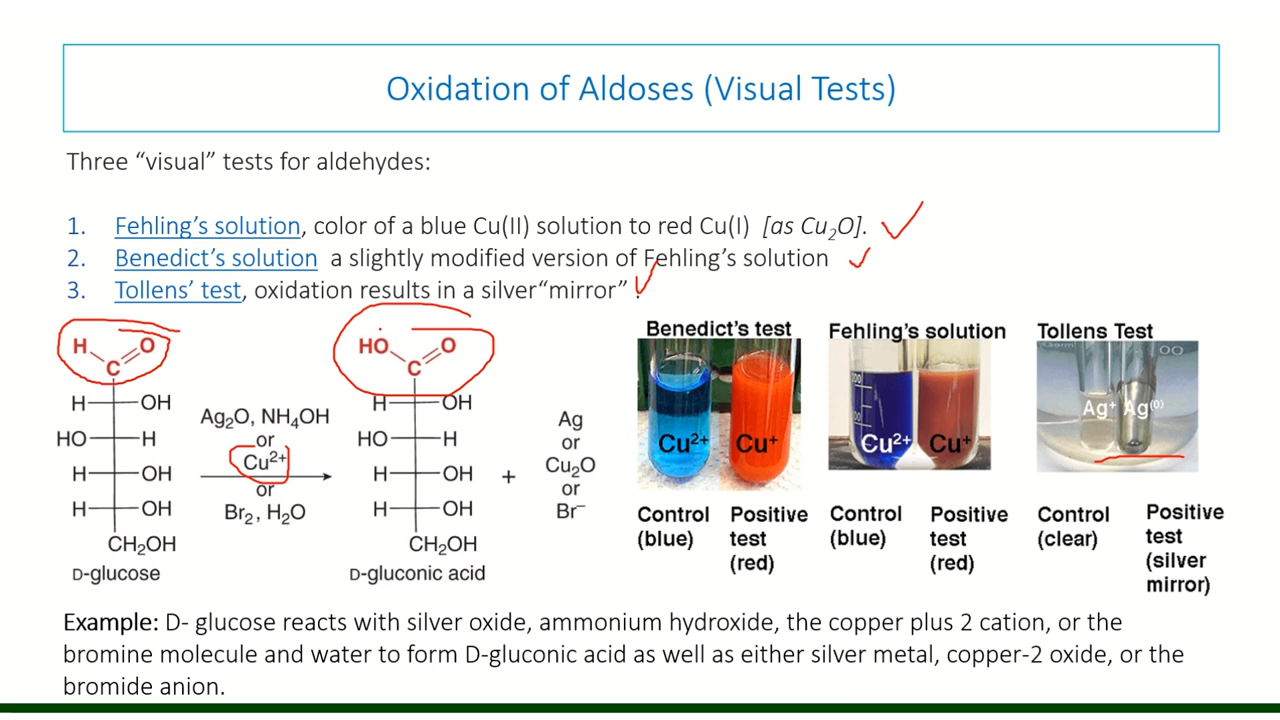 Oxidation of Aldoses (Visual Tests)
Three “visual” tests for aldehydes:
1. Fehling’s solution, color of a blue Cu(II) solution to red Cu(I) [as Cu₂O].
2. Benedict’s solution a slightly modified version of Fehling’s solution
3. Tollens’ test, oxidation results in a silver“mirror” .
H O
C
H OH
HO H
H OH
H OH
CH₂OH
D-glucose
Ag₂O, NH₄OH
or
Cu²⁺
or
Br₂, H₂O
HO O
C
H OH
HO H
H OH
H OH
CH₂OH
D-gluconic acid
+
Ag
or
Cu₂O
or
Br⁻
Benedict’s test
Cu²⁺ Cu⁺
Control (blue)
Positive test (red)
Fehling’s solution
Cu²⁺ Cu⁺
Control (blue)
Positive test (red)
Tollens Test
Ag⁺ Ag⁽⁰⁾
Control (clear)
Positive test (silver mirror)
Example: D- glucose reacts with silver oxide, ammonium hydroxide, the copper plus 2 cation, or the
bromine molecule and water to form D-gluconic acid as well as either silver metal, copper-2 oxide, or the
bromide anion.